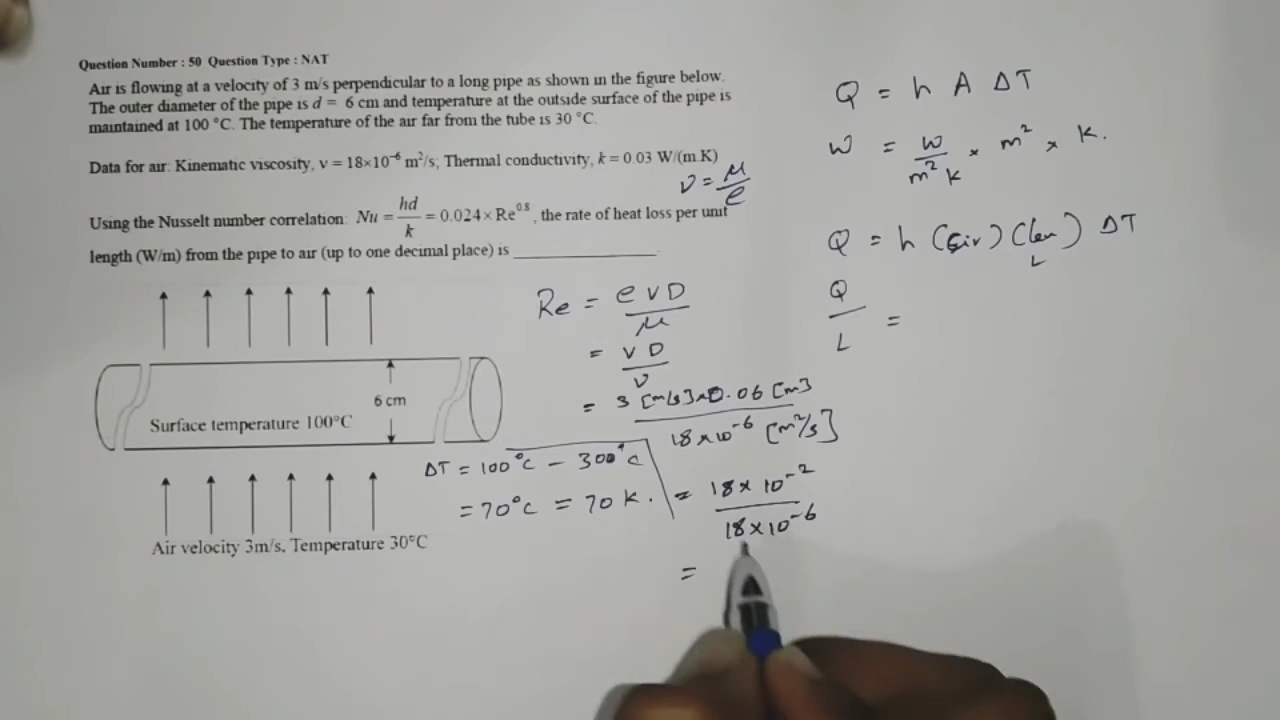 Question Number : 50 Question Type : NAT
Air is flowing at a velocity of 3 m/s perpendicular to a long pipe as shown in the figure below.
The outer diameter of the pipe is d = 6 cm and temperature at the outside surface of the pipe is
maintained at 100 °C. The temperature of the air far from the tube is 30 °C.
Data for air: Kinematic viscosity, ν = 18×10⁻⁶ m²/s; Thermal conductivity, k = 0.03 W/(m.K)
ν = μ/ρ
Using the Nusselt number correlation: Nu = hd/k = 0.024 × Re^0.8, the rate of heat loss per unit
length (W/m) from the pipe to air (up to one decimal place) is ____________
6 cm
Surface temperature 100°C
Air velocity 3m/s, Temperature 30°C
Re = ρ V D / μ
= V D / ν
= 3 [m/s] × 0.06 [m] / 18×10⁻⁶ [m²/s]
ΔT = 100°C − 300°C
= 70°C = 70 K.
= 18 × 10⁻² / 18×10⁻⁶
=
Q = h A ΔT
W = W/m² K × m² × K.
Q = h (cir) (len) ΔT
L
Q/L =